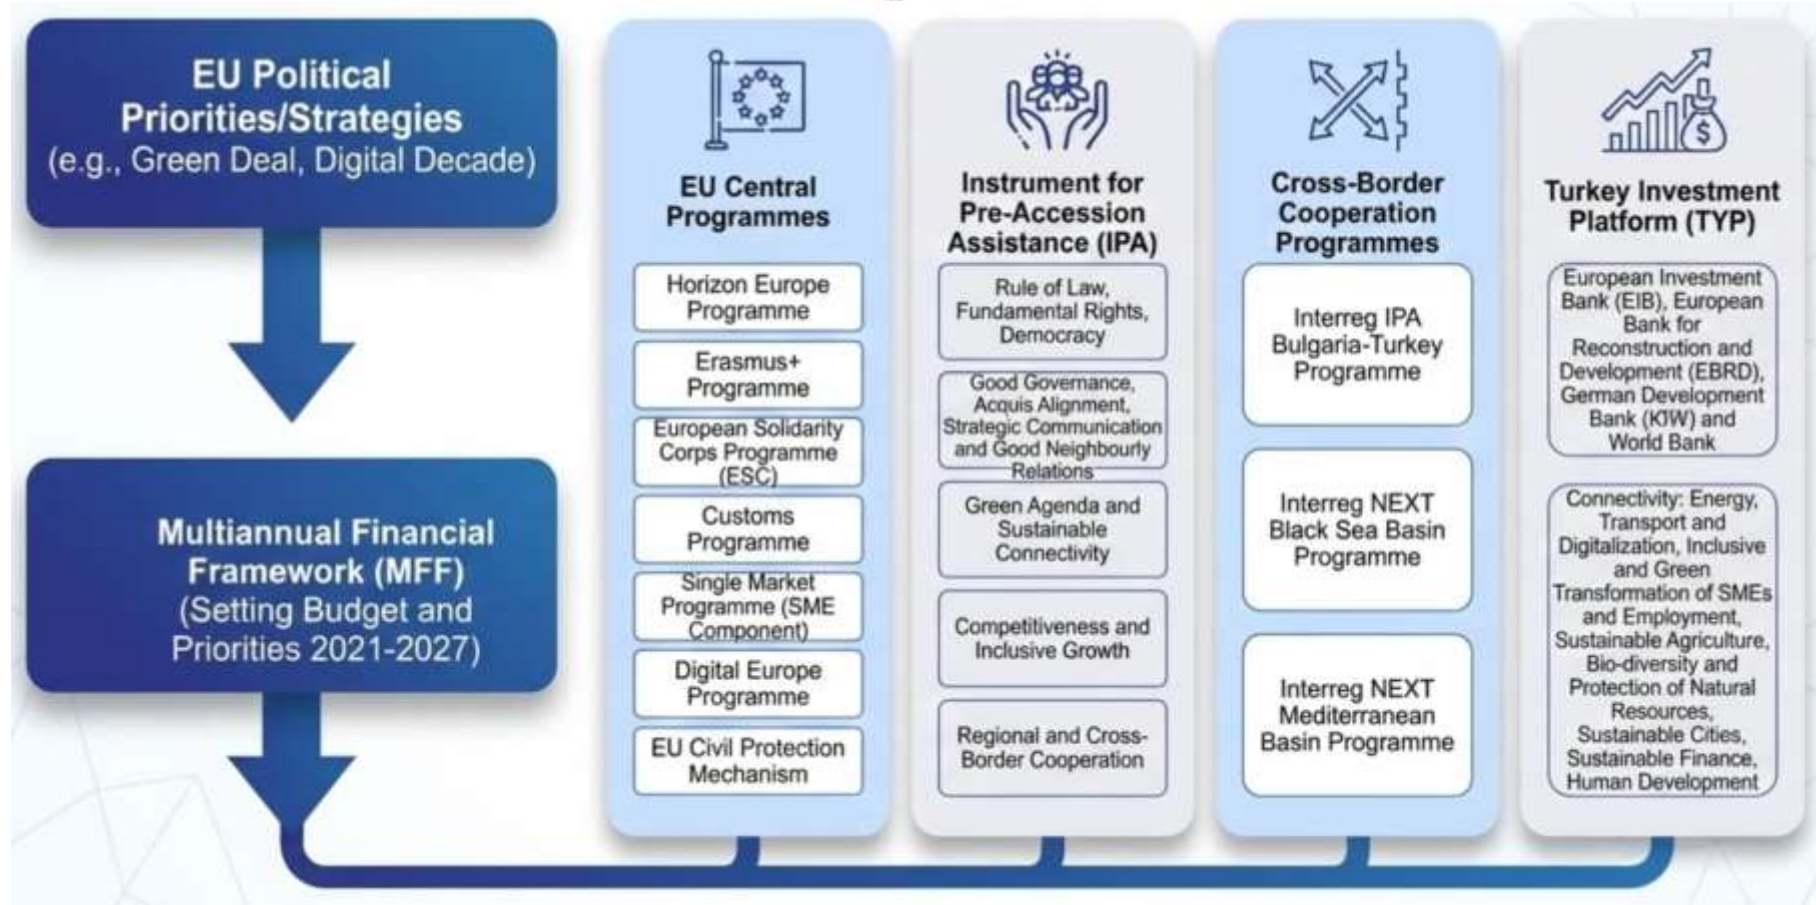 EU Political
Priorities/Strategies
(e.g., Green Deal, Digital Decade)
Multiannual Financial
Framework (MFF)
(Setting Budget and
Priorities 2021-2027)
EU Central
Programmes
Horizon Europe
Programme
Erasmus+
Programme
European Solidarity
Corps Programme
(ESC)
Customs
Programme
Single Market
Programme (SME
Component)
Digital Europe
Programme
EU Civil Protection
Mechanism
Instrument for
Pre-Accession
Assistance (IPA)
Rule of Law,
Fundamental Rights,
Democracy
Good Governance,
Acquis Alignment,
Strategic Communication
and Good Neighbourly
Relations
Green Agenda and
Sustainable
Connectivity
Competitiveness and
Inclusive Growth
Regional and Cross-
Border Cooperation
Cross-Border
Cooperation
Programmes
Interreg IPA
Bulgaria-Turkey
Programme
Interreg NEXT
Black Sea Basin
Programme
Interreg NEXT
Mediterranean
Basin Programme
$
Turkey Investment
Platform (TYP)
European Investment
Bank (EIB), European
Bank for
Reconstruction and
Development (EBRD),
German Development
Bank (KfW) and
World Bank
Connectivity: Energy,
Transport and
Digitalization, Inclusive
and Green
Transformation of SMEs
and Employment,
Sustainable Agriculture,
Bio-diversity and
Protection of Natural
Resources,
Sustainable Cities,
Sustainable Finance,
Human Development